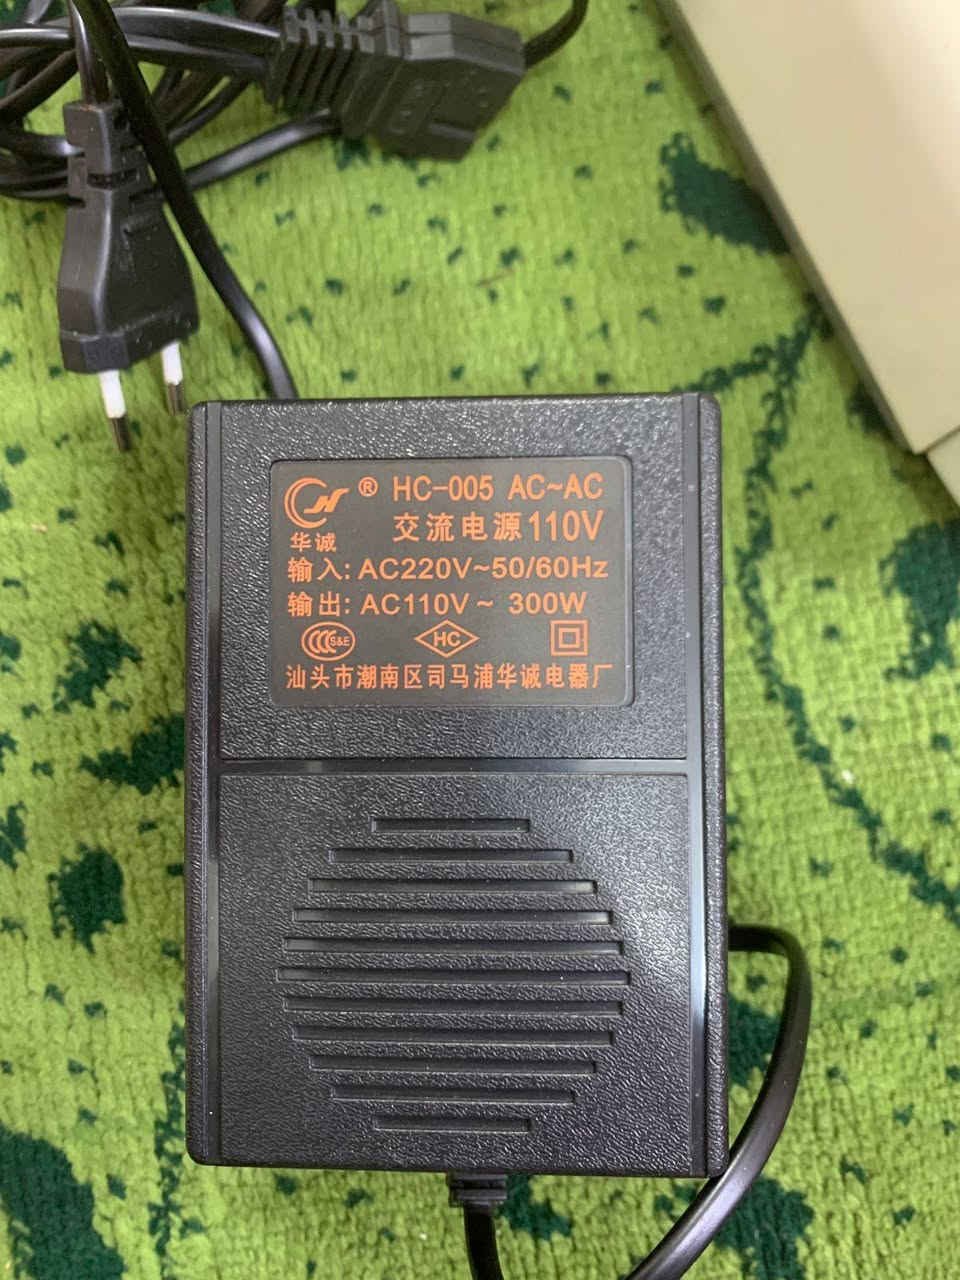 ® HC-005 AC~AC
华诚 交流电源110V
输入: AC220V~50/60Hz
输出: AC110V~ 300W
S&E HC
汕头市潮南区司马浦华诚电器厂